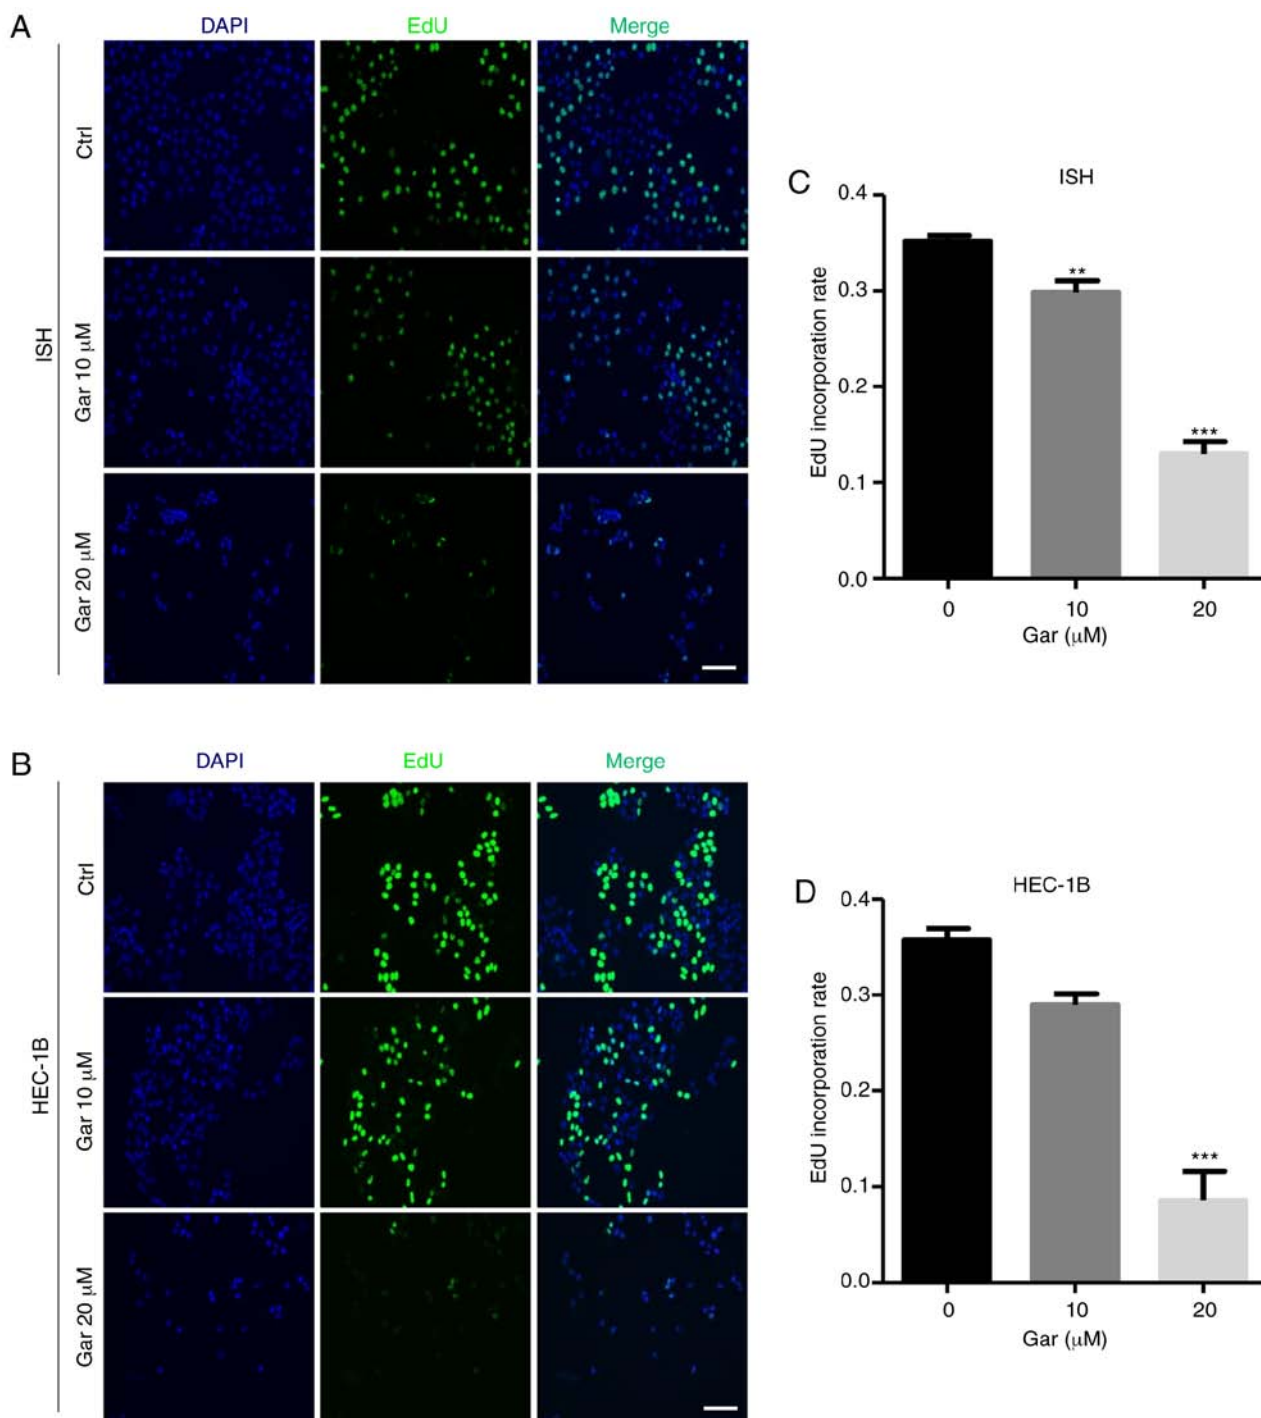 A
DAPI EdU Merge
ISH
Ctrl
Gar 10 μM
Gar 20 μM
B
DAPI EdU Merge
HEC-1B
Ctrl
Gar 10 μM
Gar 20 μM
C
ISH
EdU incorporation rate
0.4
0.3
0.2
0.1
0.0
**
***
0 10 20
Gar (μM)
D
HEC-1B
EdU incorporation rate
0.4
0.3
0.2
0.1
0.0
***
0 10 20
Gar (μM)